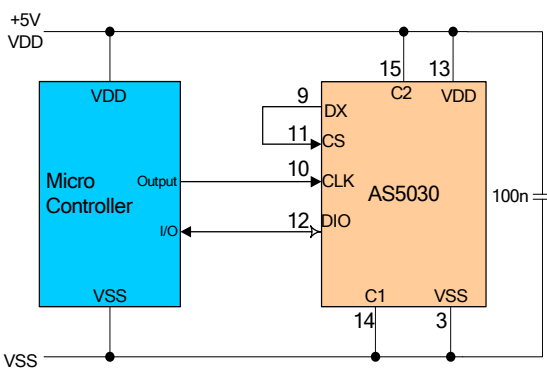 +5V
VDD
15 13
VDD
C2 VDD
9
DX
11
CS
10
Micro
Controller
Output
CLK
AS5030
100n
12
DIO
I/O
VSS
C1 VSS
14 3
VSS